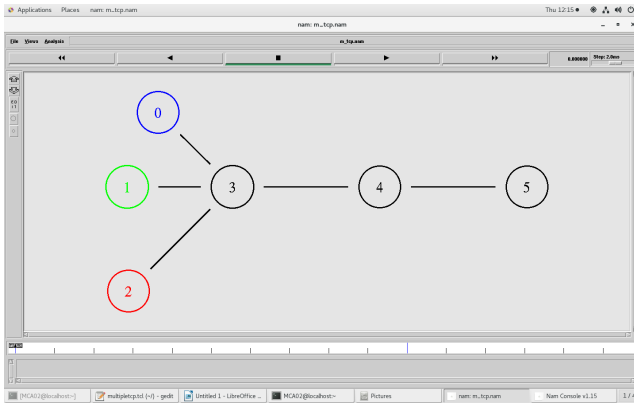 Applications Places nam: m_tcp.nam Thu 12:15
nam: m_tcp.nam
File Views Analysis m_tcp.nam
0.000000 Step: 2.0ms
0
1 3 4 5
2
[MCA02@localhost:~] multipletcp.tcl (~/) - gedit Untitled 1 - LibreOffice ... MCA02@localhost:~ Pictures nam: m_tcp.nam Nam Console v1.15 1 / 4